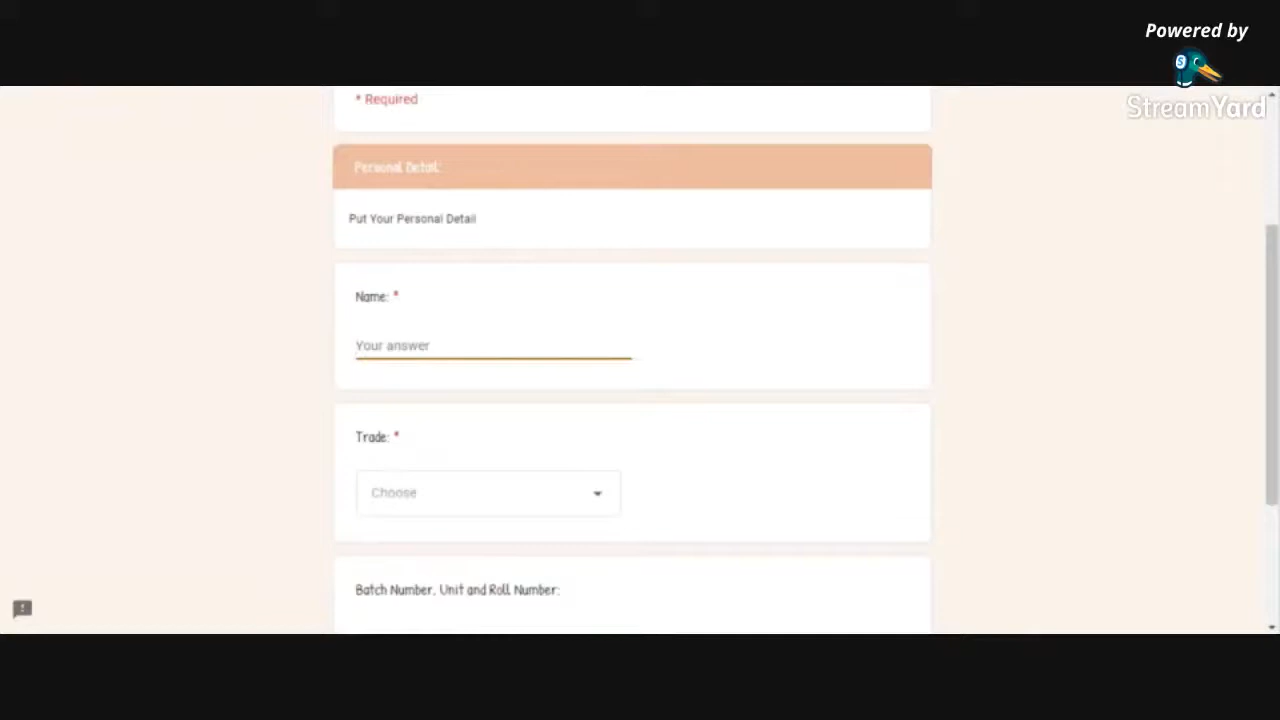 Powered by
StreamYard
* Required
Personal Detail:
Put Your Personal Detail
Name: *
Your answer
Trade: *
Choose
Batch Number, Unit and Roll Number: